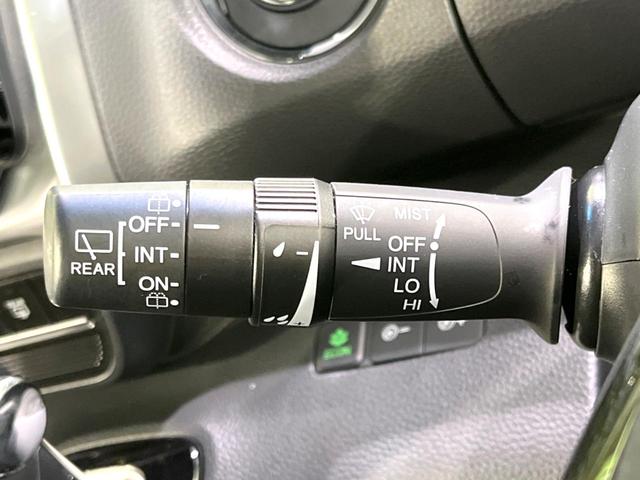 OFF
INT
ON
REAR
PULL
MIST
OFF
INT
LO
HI